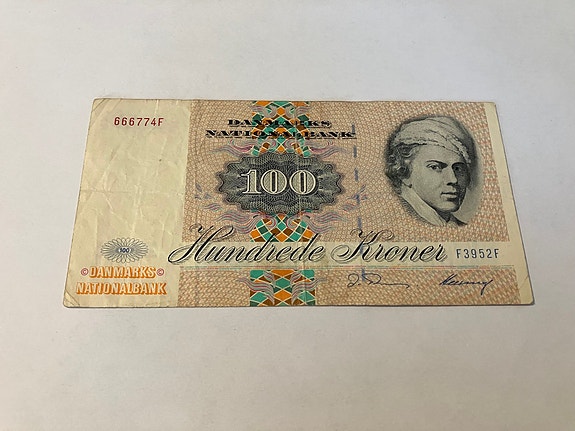 666774F
DANMARKS
NATIONALBANK
100
Hundrede Kroner
F3952F
100
©DANMARKS©
NATIONALBANK